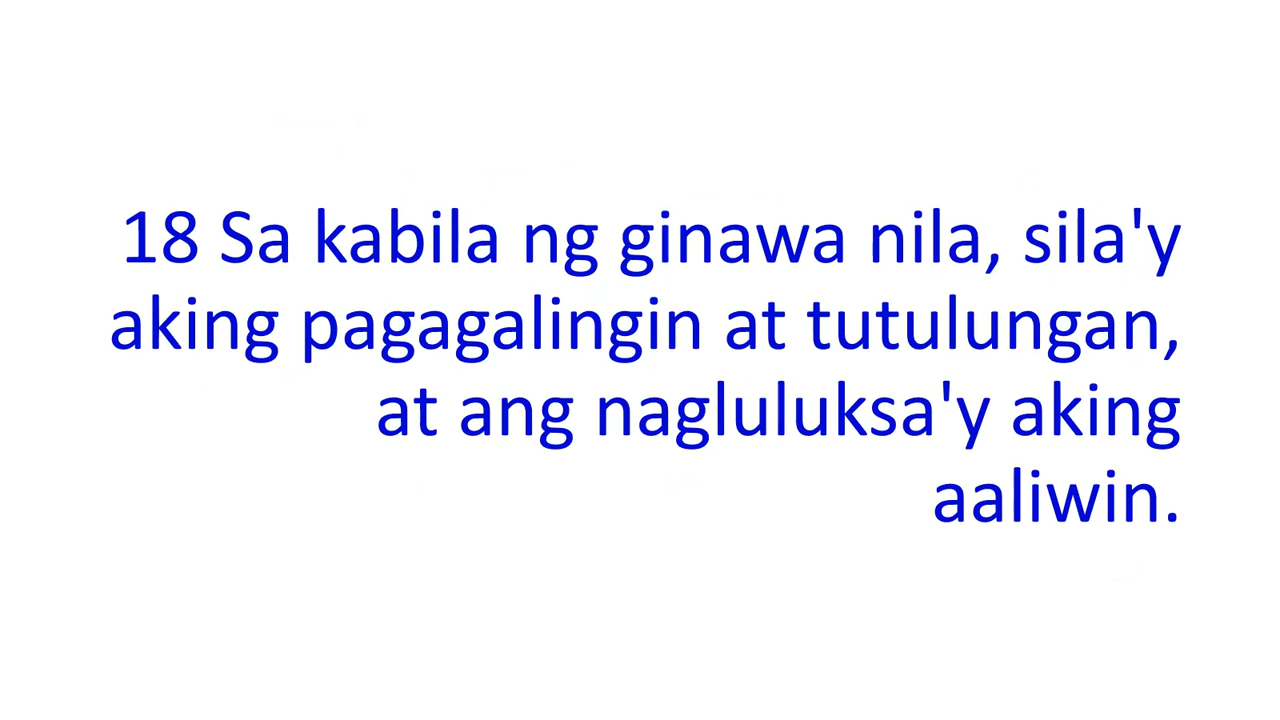 18 Sa kabila ng ginawa nila, sila'y
aking pagagalingin at tutulungan,
at ang nagluluksa'y aking
aaliwin.